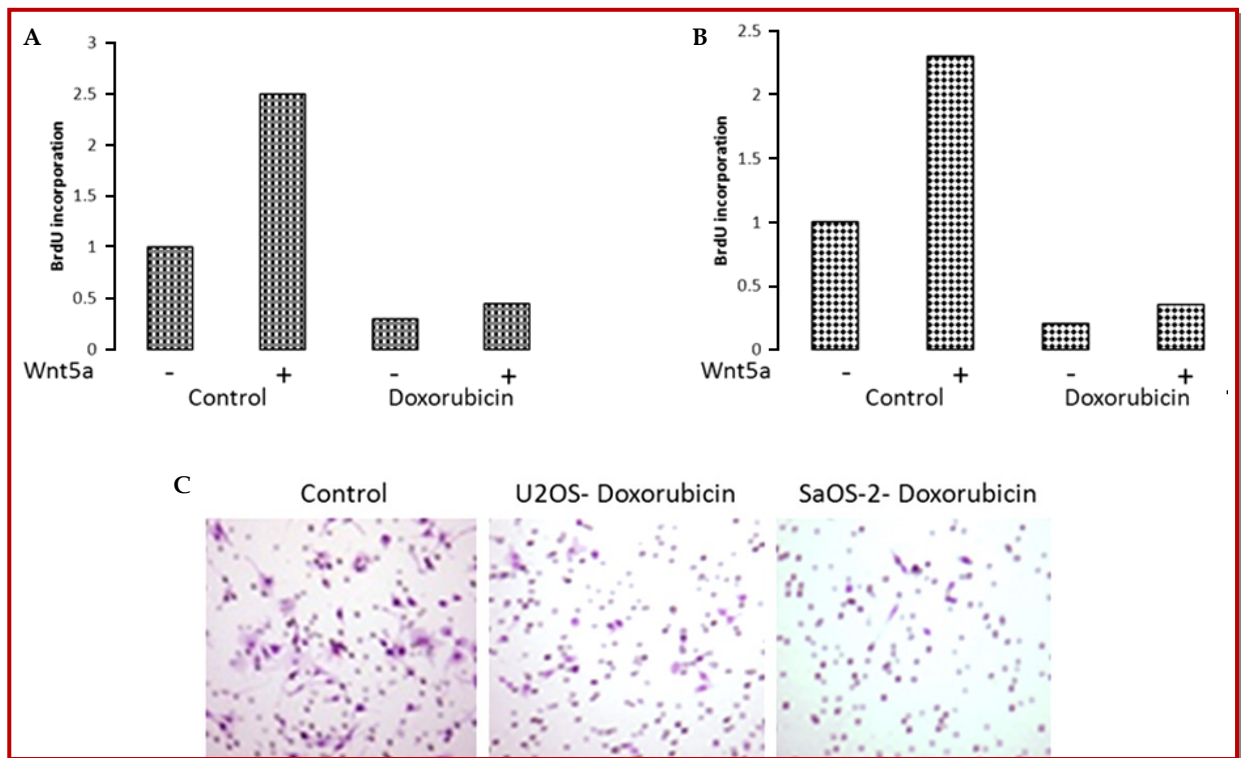 A
3
2.5
2
1.5
1
0.5
0
BrdU incorporation
Wnt5a - + - +
Control Doxorubicin
B
2.5
2
1.5
1
0.5
0
BrdU incorporation
Wnt5a - + - +
Control Doxorubicin
C
Control U2OS- Doxorubicin SaOS-2- Doxorubicin